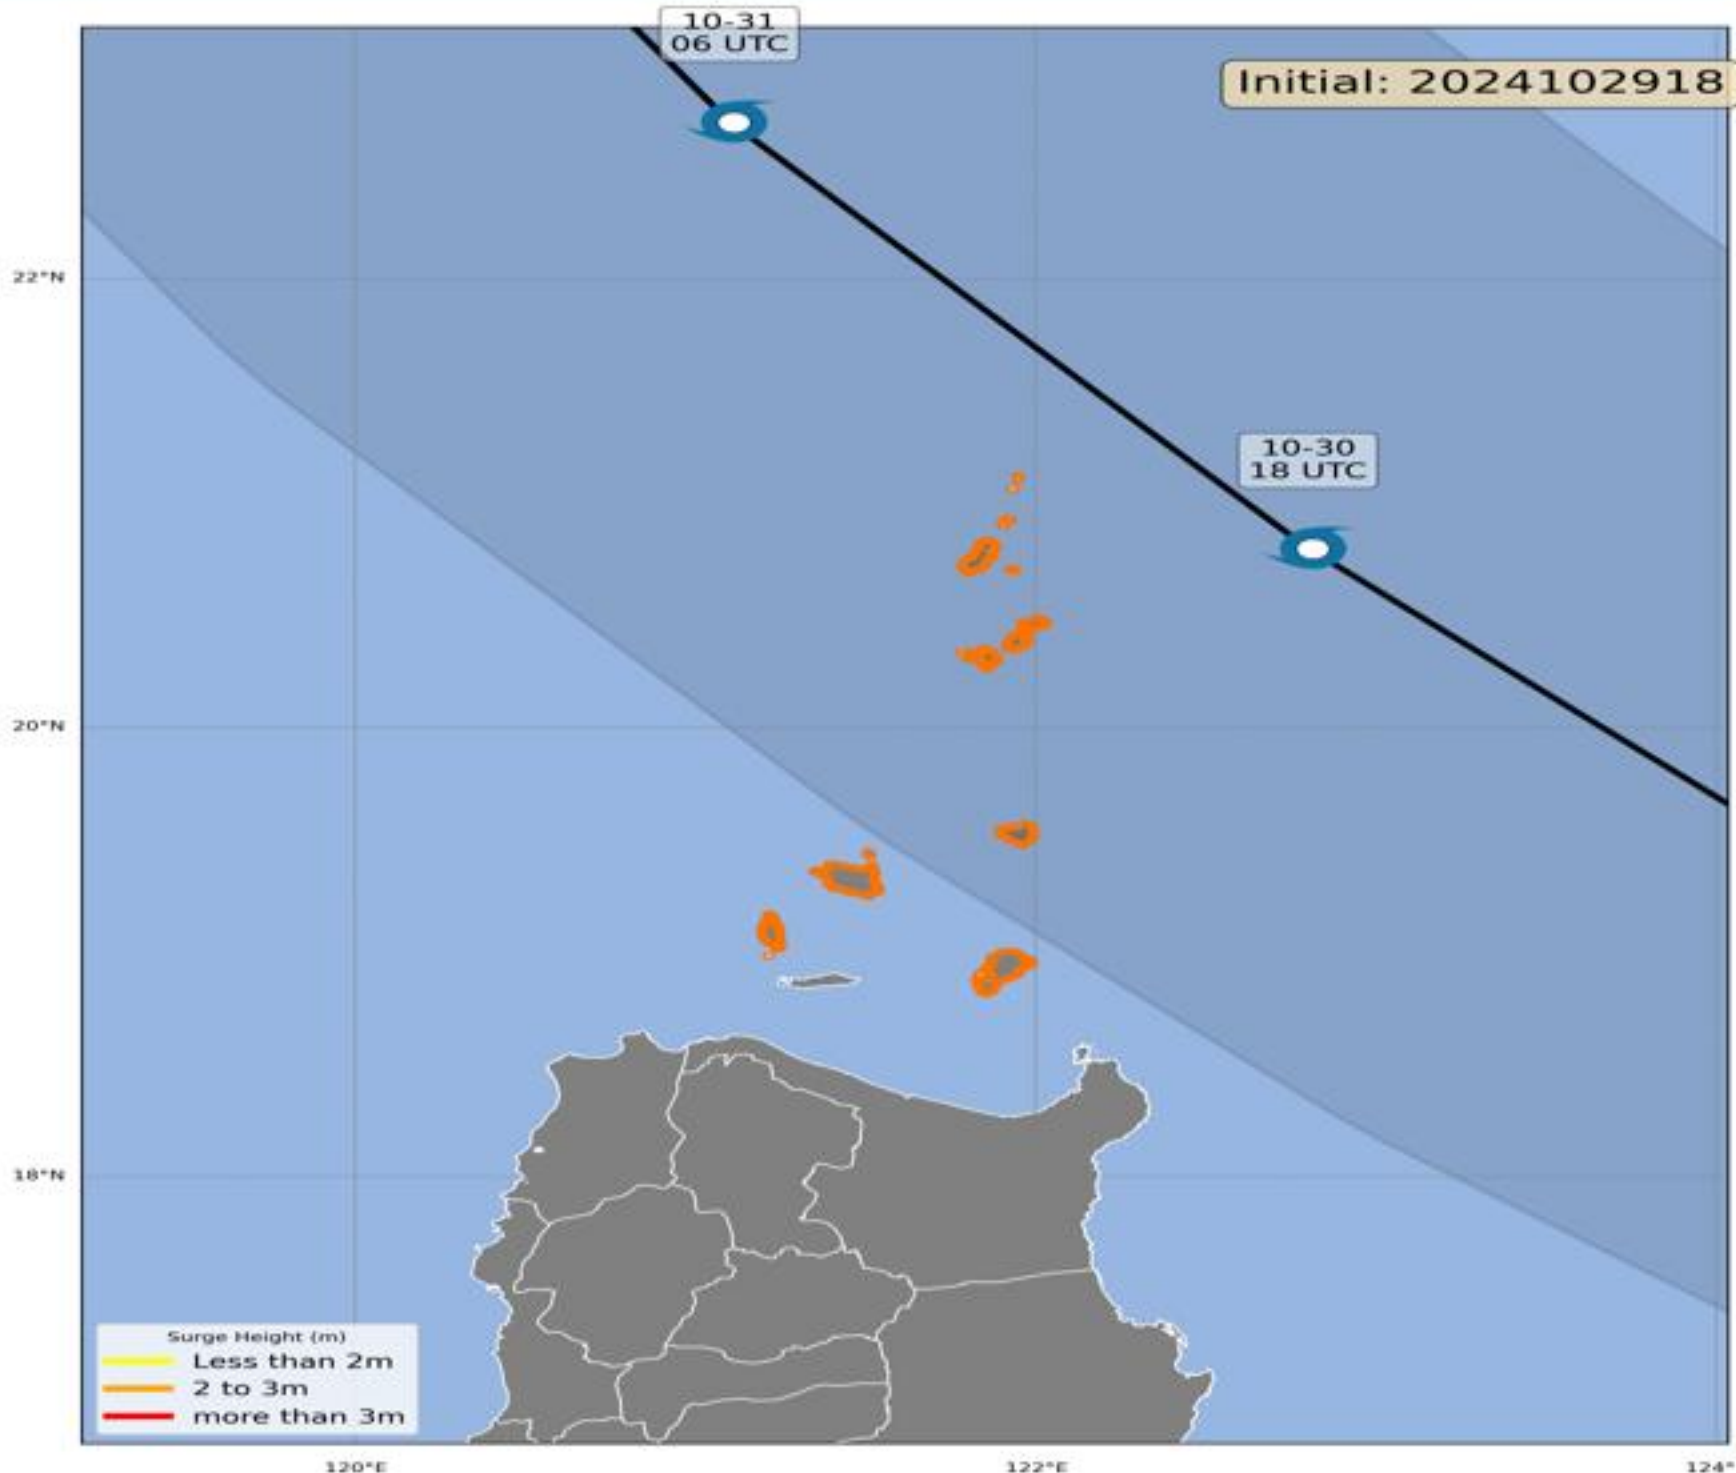 10-31
06 UTC
Initial: 2024102918
22°N
10-30
18 UTC
20°N
18°N
Surge Height (m)
Less than 2m
2 to 3m
more than 3m
120°E
122°E
124°